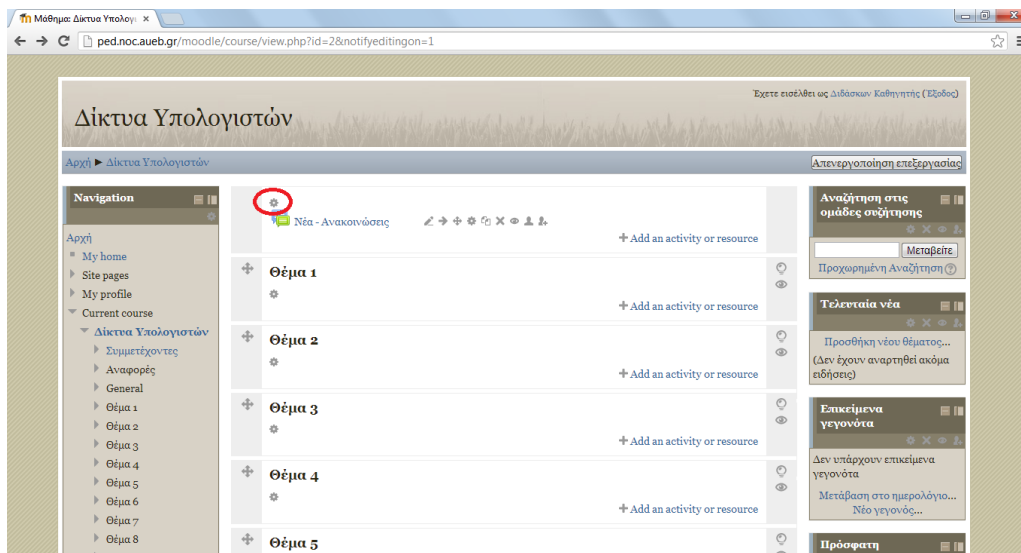 Μάθημα: Δίκτυα Υπολογι
ped.noc.aueb.gr/moodle/course/view.php?id=2&notifyeditingon=1
Έχετε εισέλθει ως Διδάσκων Καθηγητής (Έξοδος)
Δίκτυα Υπολογιστών
Αρχή ► Δίκτυα Υπολογιστών
Απενεργοποίηση επεξεργασίας
Navigation
Αρχή
My home
Site pages
My profile
Current course
Δίκτυα Υπολογιστών
Συμμετέχοντες
Αναφορές
General
Θέμα 1
Θέμα 2
Θέμα 3
Θέμα 4
Θέμα 5
Θέμα 6
Θέμα 7
Θέμα 8
Νέα - Ανακοινώσεις
Add an activity or resource
Θέμα 1
Add an activity or resource
Θέμα 2
Add an activity or resource
Θέμα 3
Add an activity or resource
Θέμα 4
Add an activity or resource
Θέμα 5
Αναζήτηση στις
ομάδες συζήτησης
Μεταβείτε
Προχωρημένη Αναζήτηση
Τελευταία νέα
Προσθήκη νέου θέματος...
(Δεν έχουν αναρτηθεί ακόμα
ειδήσεις)
Επικείμενα
γεγονότα
Δεν υπάρχουν επικείμενα
γεγονότα
Μετάβαση στο ημερολόγιο...
Νέο γεγονός...
Πρόσφατη